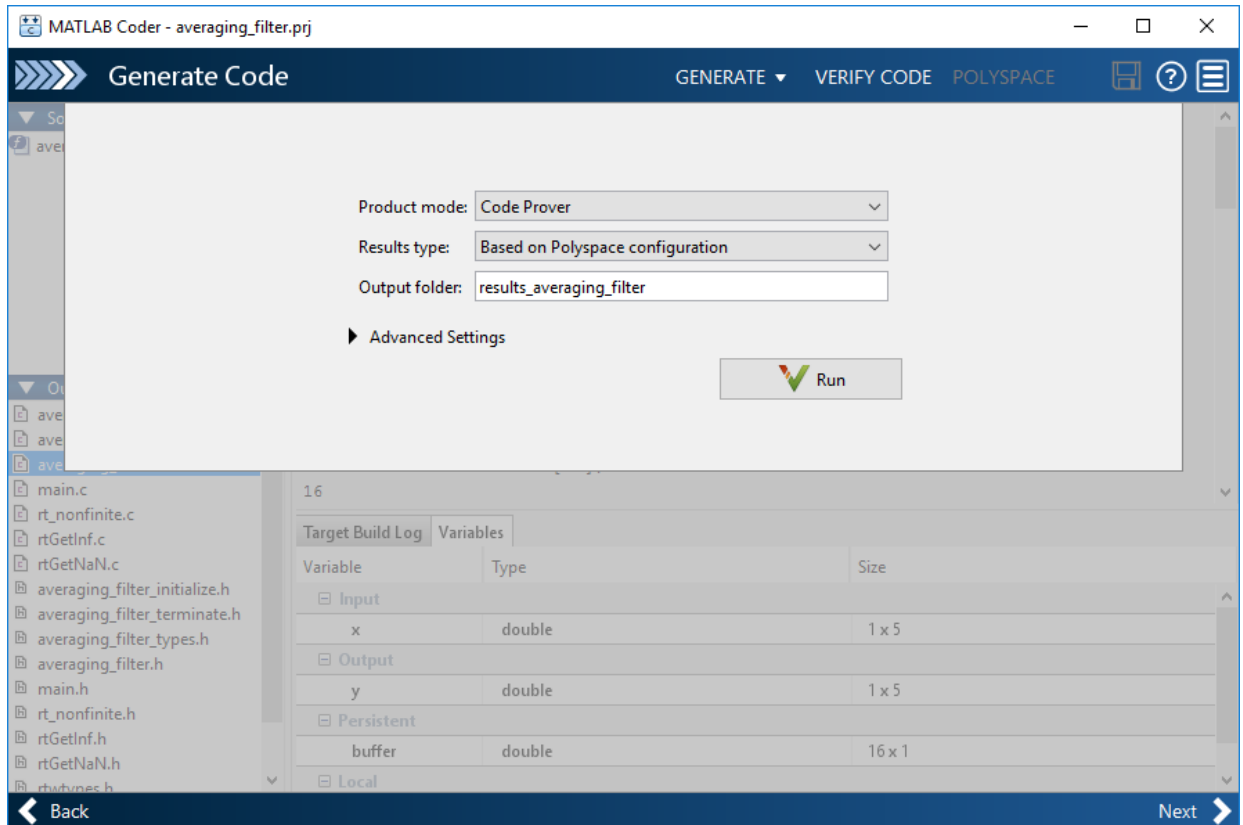 MATLAB Coder - averaging_filter.prj
Generate Code GENERATE VERIFY CODE POLYSPACE
Product mode: Code Prover
Results type: Based on Polyspace configuration
Output folder: results_averaging_filter
Advanced Settings
Run
main.c
rt_nonfinite.c
rtGetInf.c
rtGetNaN.c
averaging_filter_initialize.h
averaging_filter_terminate.h
averaging_filter_types.h
averaging_filter.h
main.h
rt_nonfinite.h
rtGetInf.h
rtGetNaN.h
rtwtypes.h
16
Target Build Log Variables
Variable Type Size
Input
x double 1 x 5
Output
y double 1 x 5
Persistent
buffer double 16 x 1
Local
Back Next